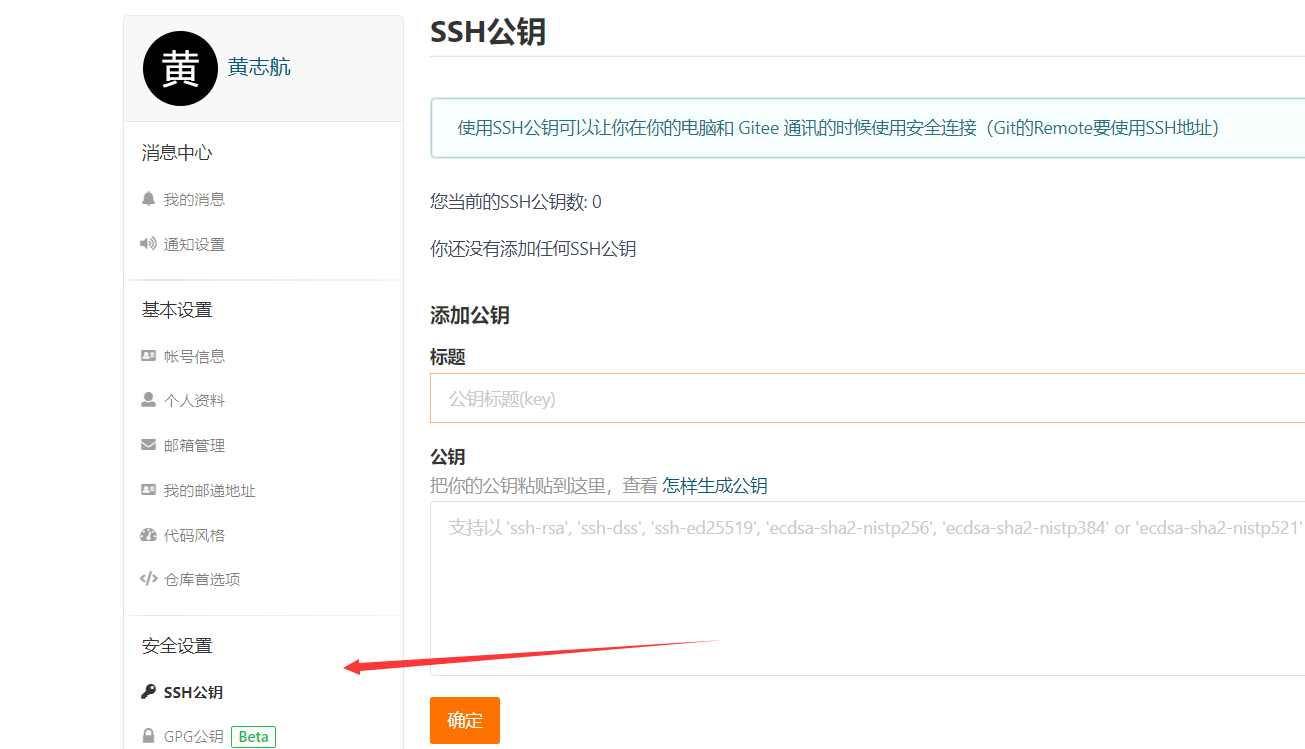 黄
黄志航
消息中心
我的消息
通知设置
基本设置
帐号信息
个人资料
邮箱管理
我的邮递地址
代码风格
仓库首选项
安全设置
SSH公钥
GPG公钥 Beta
SSH公钥
使用SSH公钥可以让你在你的电脑和 Gitee 通讯的时候使用安全连接（Git的Remote要使用SSH地址）
您当前的SSH公钥数: 0
你还没有添加任何SSH公钥
添加公钥
标题
公钥标题(key)
公钥
把你的公钥粘贴到这里，查看 怎样生成公钥
支持以 'ssh-rsa', 'ssh-dss', 'ssh-ed25519', 'ecdsa-sha2-nistp256', 'ecdsa-sha2-nistp384' or 'ecdsa-sha2-nistp521'
确定